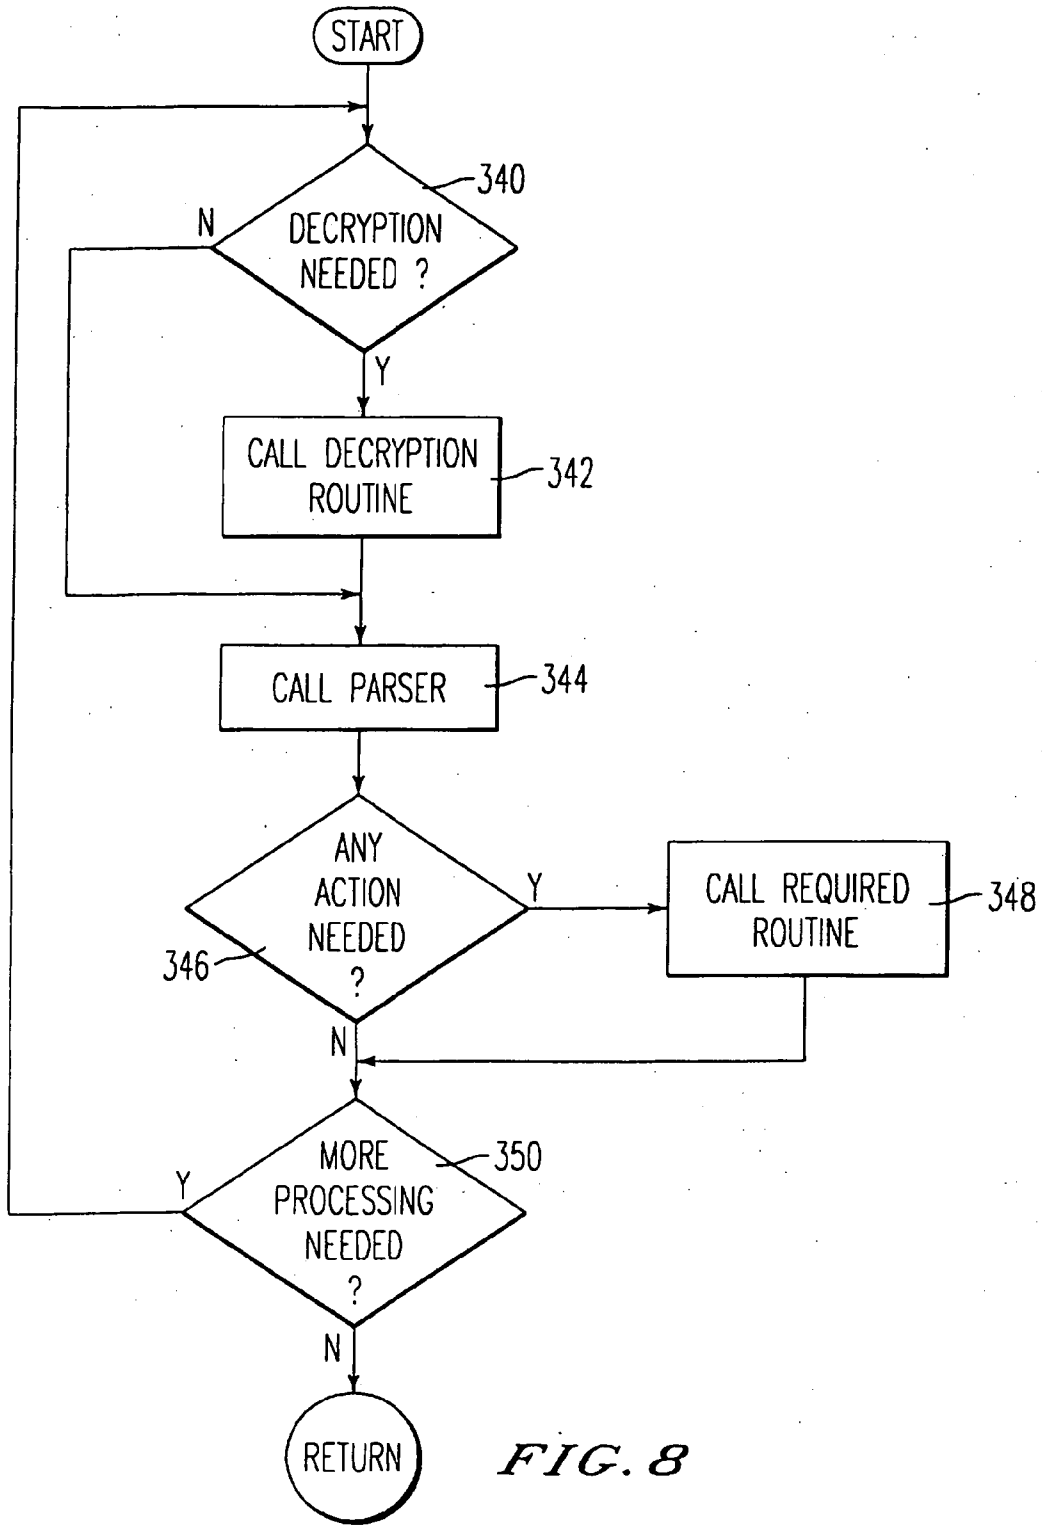 START
340
N
DECRYPTION
NEEDED ?
Y
CALL DECRYPTION
ROUTINE
342
CALL PARSER
344
ANY
ACTION
NEEDED
?
346
Y
CALL REQUIRED
ROUTINE
348
N
MORE
PROCESSING
NEEDED
?
350
Y
N
RETURN
FIG. 8